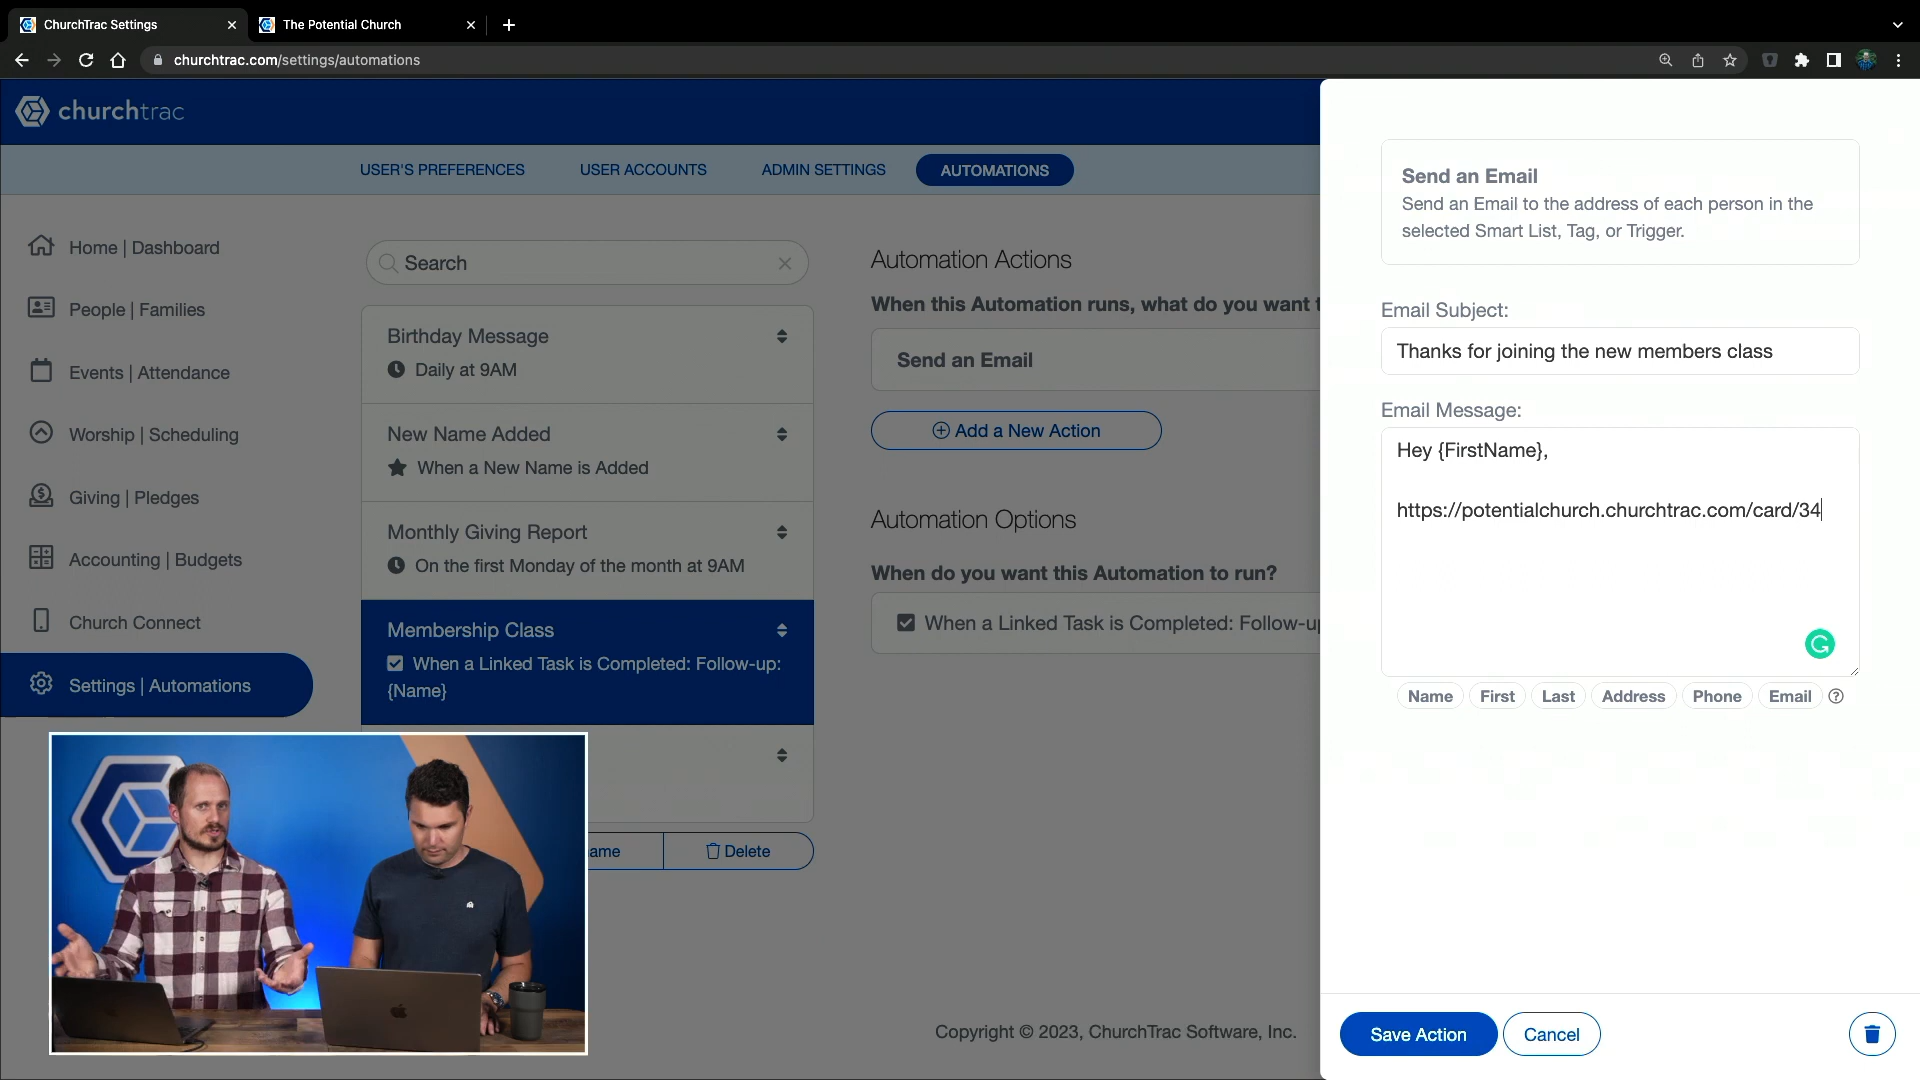 ChurchTrac Settings
The Potential Church
churchtrac.com/settings/automations
churchtrac
USER'S PREFERENCES
USER ACCOUNTS
ADMIN SETTINGS
AUTOMATIONS
Home | Dashboard
People | Families
Events | Attendance
Worship | Scheduling
Giving | Pledges
Accounting | Budgets
Church Connect
Settings | Automations
Search
Birthday Message
Daily at 9AM
New Name Added
When a New Name is Added
Monthly Giving Report
On the first Monday of the month at 9AM
Membership Class
When a Linked Task is Completed: Follow-up:
{Name}
ame
Delete
Automation Actions
When this Automation runs, what do you want t
Send an Email
Add a New Action
Automation Options
When do you want this Automation to run?
When a Linked Task is Completed: Follow-up
Copyright © 2023, ChurchTrac Software, Inc.
Send an Email
Send an Email to the address of each person in the
selected Smart List, Tag, or Trigger.
Email Subject:
Thanks for joining the new members class
Email Message:
Hey {FirstName},
https://potentialchurch.churchtrac.com/card/34
Name
First
Last
Address
Phone
Email
Save Action
Cancel